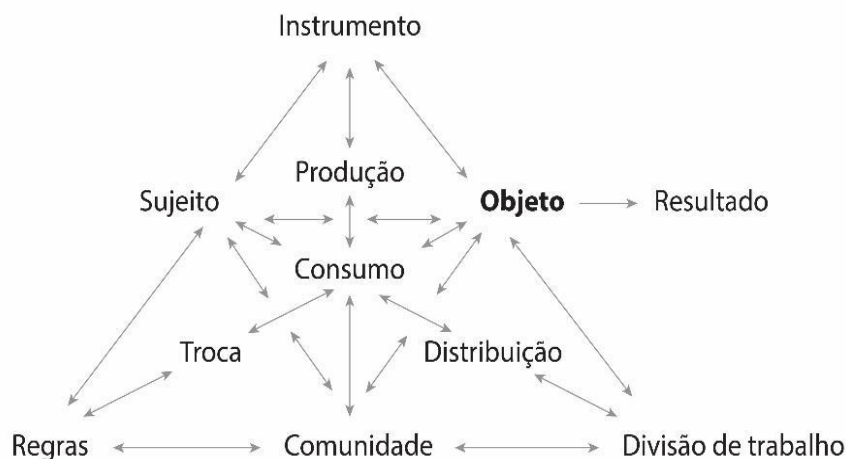 Instrumento
Produção
Sujeito
Objeto
Resultado
Consumo
Troca
Distribuição
Regras
Comunidade
Divisão de trabalho